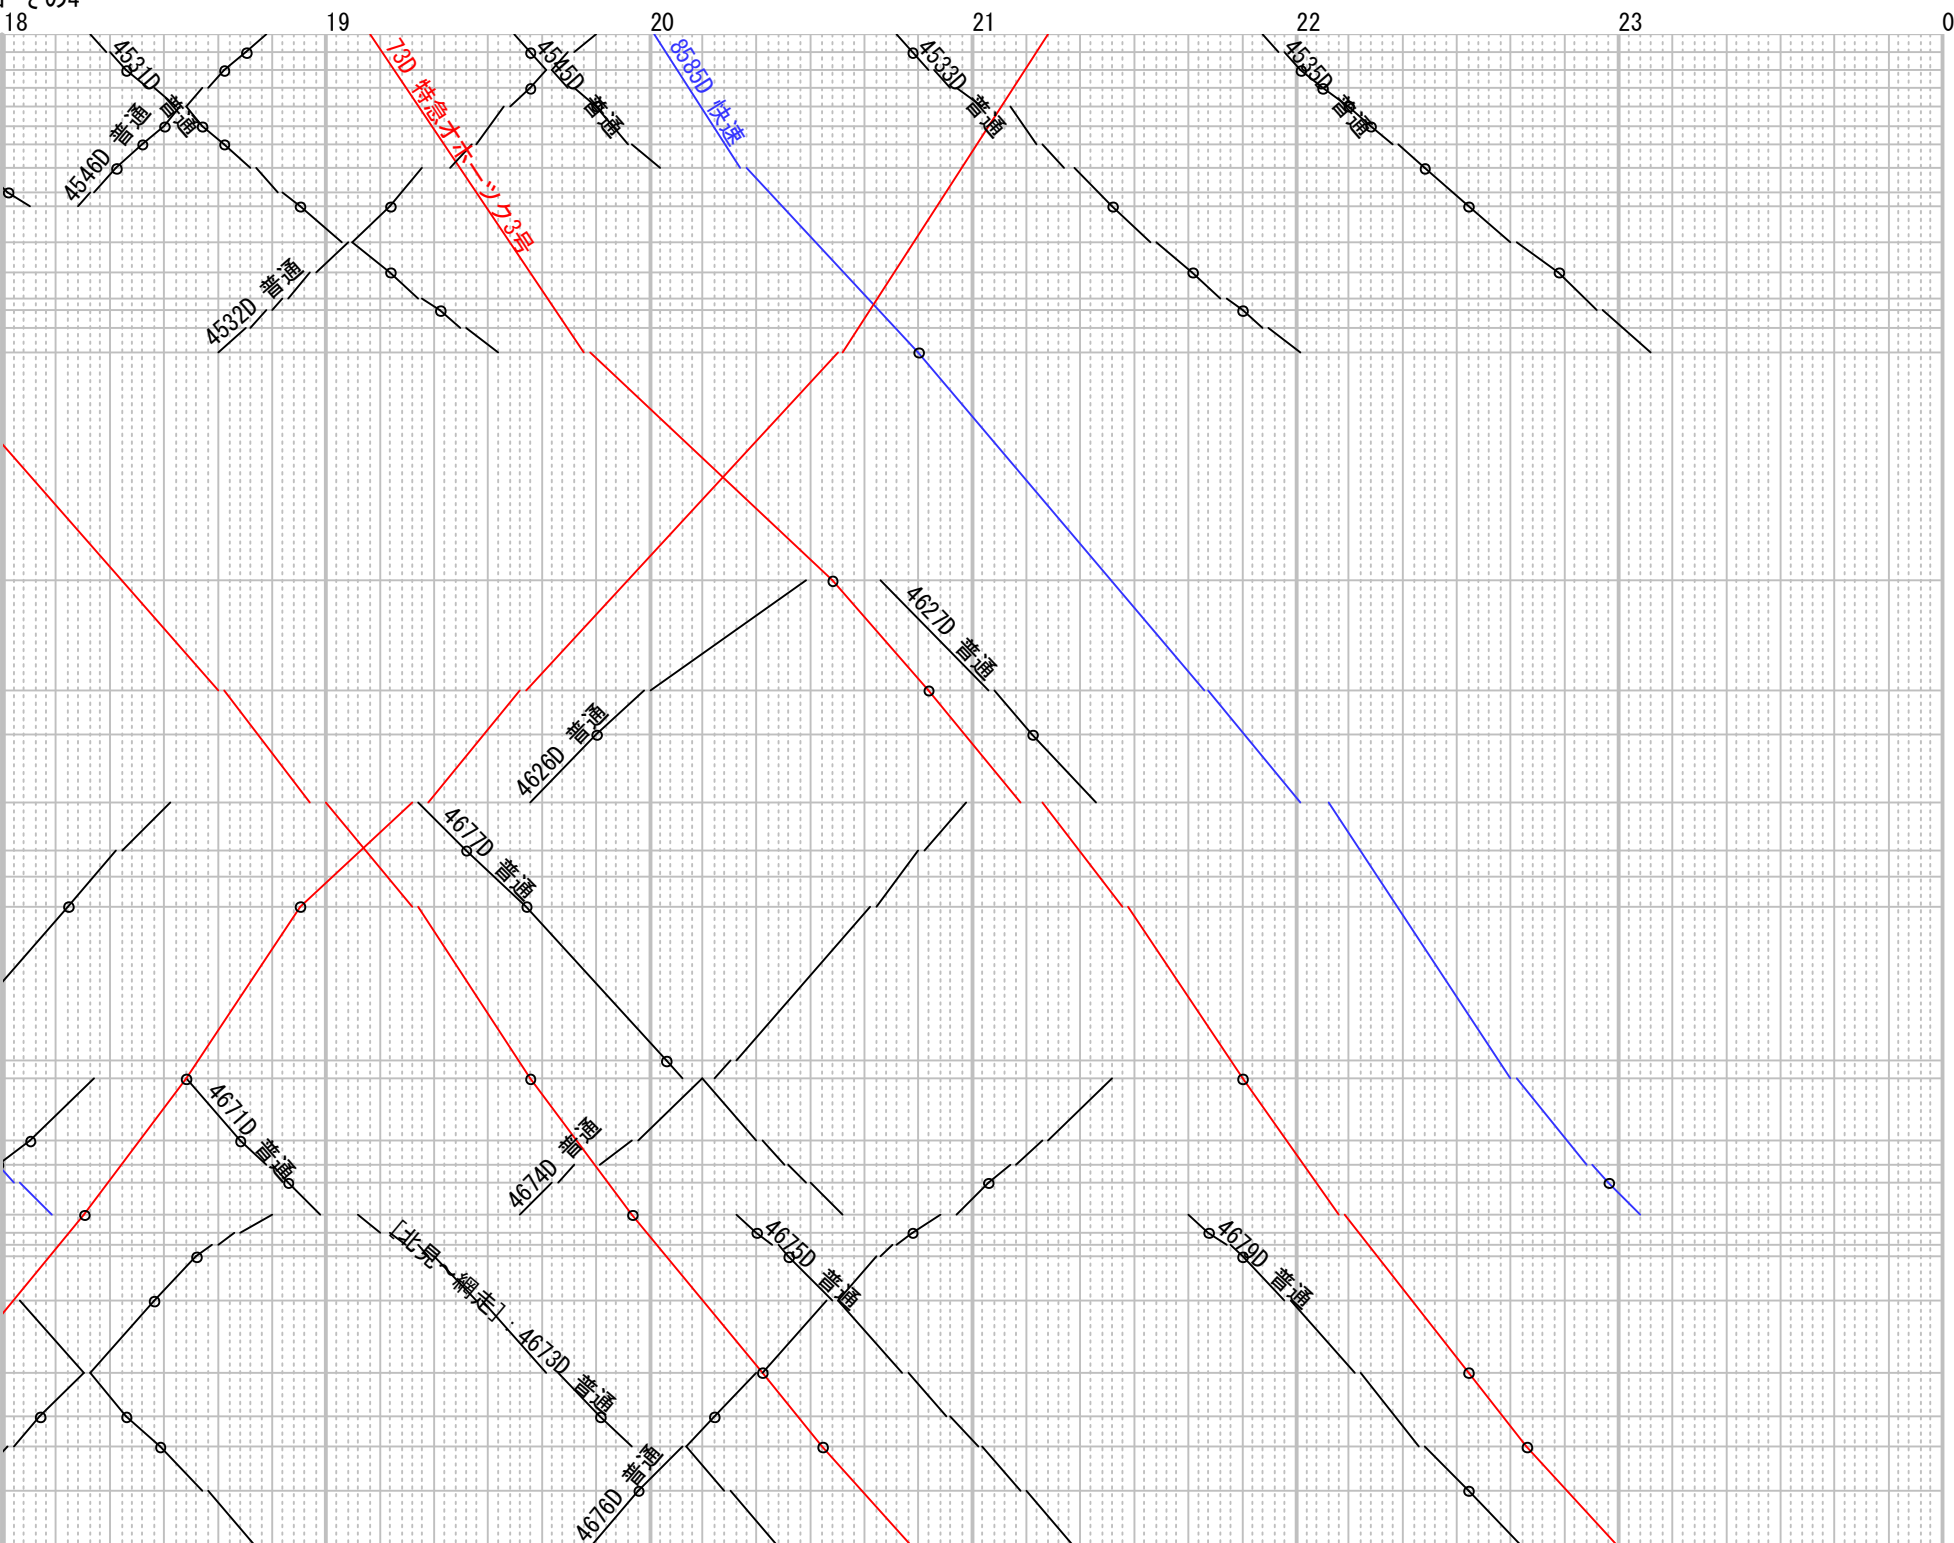 その4
18 19 20 21 22 23 0
4531D 普通
4546D 普通
73D 特急オホーツク3号
4545D 普通
8585D 快速
4533D 普通
4535D 普通
4532D 普通
4627D 普通
4626D 普通
4677D 普通
4671D 普通
4674D 普通
[北見～網走]:4673D 普通
4675D 普通
4679D 普通
4676D 普通